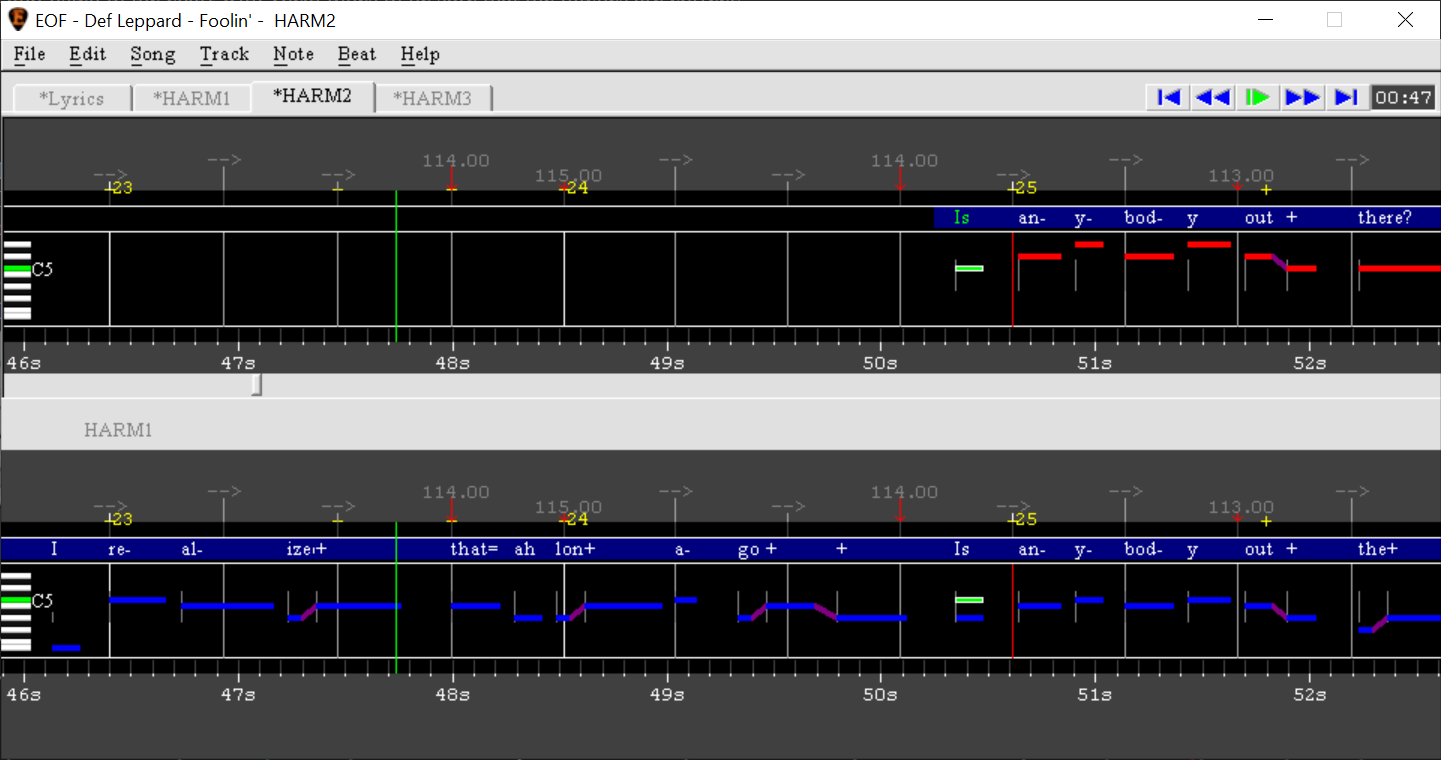 EOF - Def Leppard - Foolin' - HARM2
File Edit Song Track Note Beat Help
*Lyrics *HARM1 *HARM2 *HARM3 00:47
--> --> --> 114.00 115.00 --> --> 114.00 --> --> 113.00 -->
23 24 25
Is an- y- bod- y out + there?
C5
46s 47s 48s 49s 50s 51s 52s
HARM1
--> --> --> 114.00 115.00 --> --> 114.00 --> --> 113.00 -->
23 24 25
I re- al- ize+ that= ah lon+ a- go + + Is an- y- bod- y out + the+
C5
46s 47s 48s 49s 50s 51s 52s